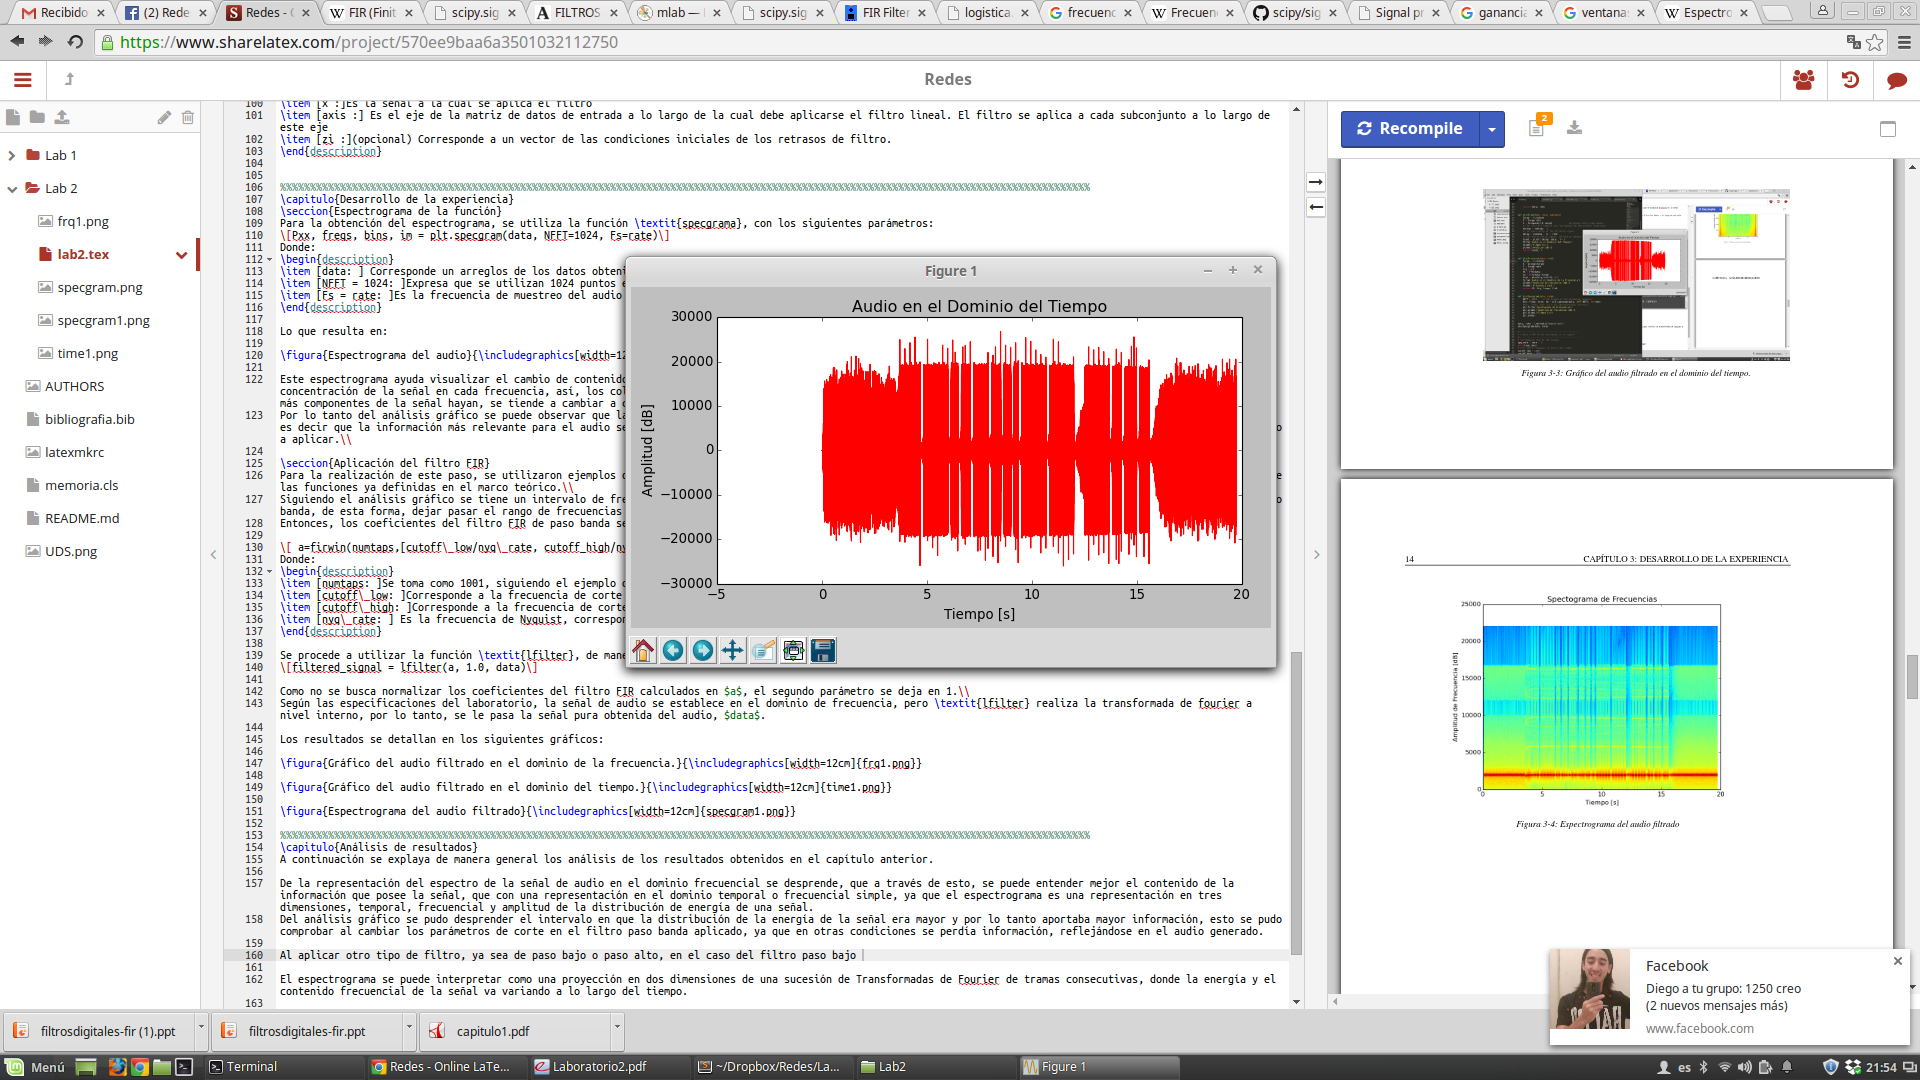 Recibido
(2) Rede
Redes - O
FIR (Finit
scipy.sig
FILTROS
mlab —
scipy.sig
FIR Filter
logistica.
frecuenc
Frecuen
scipy/sig
Signal pr
ganancia
ventana
Espectro
https://www.sharelatex.com/project/570ee9baa6a3501032112750
Redes
Lab 1
Lab 2
frq1.png
lab2.tex
specgram.png
specgram1.png
time1.png
AUTHORS
bibliografia.bib
latexmkrc
memoria.cls
README.md
UDS.png
100 \item [x :]Es la señal a la cual se aplica el filtro
101 \item [axis :] Es el eje de la matriz de datos de entrada a lo largo de la cual debe aplicarse el filtro lineal. El filtro se aplica a cada subconjunto a lo largo de
este eje
102 \item [zi :](opcional) Corresponde a un vector de las condiciones iniciales de los retrasos de filtro.
103 \end{description}
104
105
106 %%%%%%%%%%%%%%%%%%%%%%%%%%%%%%%%%%%%%%%%%%%%%%%%%%%%%%%%%%%%%%%%%%%%%%%%%%%%%%%%%%%%%%%%%%%%%%%%%%%%%%%%%%%%%%%%%%%%%%%%%%%%%%%%%%%%%%%
107 \capitulo{Desarrollo de la experiencia}
108 \seccion{Espectrograma de la función}
109 Para la obtención del espectrograma, se utiliza la función \textit{specgrama}, con los siguientes parámetros:
110 \[Pxx, freqs, bins, im = plt.specgram(data, NFFT=1024, Fs=rate)\]
111 Donde:
112 \begin{description}
113 \item [data: ] Corresponde un arreglos de los datos obteni
114 \item [NFFT = 1024: ]Expresa que se utilizan 1024 puntos e
115 \item [Fs = rate: ]Es la frecuencia de muestreo del audio
116 \end{description}
117
118 Lo que resulta en:
119
120 \figura{Espectrograma del audio}{\includegraphics[width=12
121
122 Este espectrograma ayuda visualizar el cambio de contenido
concentración de la señal en cada frecuencia, así, los col
más componentes de la señal hayan, se tiende a cambiar a c
123 Por lo tanto del análisis gráfico se puede observar que la
es decir que la información más relevante para el audio se
a aplicar.\\
124
125 \seccion{Aplicación del filtro FIR}
126 Para la realización de este paso, se utilizaron ejemplos d
las funciones ya definidas en el marco teórico.\\
127 Siguiendo el análisis gráfico se tiene un intervalo de fre
banda, de esta forma, dejar pasar el rango de frecuencias
128 Entonces, los coeficientes del filtro FIR de paso banda se
129
130 \[ a=firwin(numtaps,[cutoff\_low/nyq\_rate, cutoff_high/ny
131 Donde:
132 \begin{description}
133 \item [numtaps: ]Se toma como 1001, siguiendo el ejemplo d
134 \item [cutoff\_low: ]Corresponde a la frecuencia de corte
135 \item [cutoff\_high: ]Corresponde a la frecuencia de corte
136 \item [nyq\_rate: ] Es la frecuencia de Nyquist, correspon
137 \end{description}
138
139 Se procede a utilizar la función \textit{lfilter}, de mane
140 \[filtered_signal = lfilter(a, 1.0, data)\]
141
142 Como no se busca normalizar los coeficientes del filtro FIR calculados en $a$, el segundo parámetro se deja en 1.\\
143 Según las especificaciones del laboratorio, la señal de audio se establece en el dominio de frecuencia, pero \textit{lfilter} realiza la transformada de fourier a
nivel interno, por lo tanto, se le pasa la señal pura obtenida del audio, $data$.
144
145 Los resultados se detallan en los siguientes gráficos:
146
147 \figura{Gráfico del audio filtrado en el dominio de la frecuencia.}{\includegraphics[width=12cm]{frq1.png}}
148
149 \figura{Gráfico del audio filtrado en el dominio del tiempo.}{\includegraphics[width=12cm]{time1.png}}
150
151 \figura{Espectrograma del audio filtrado}{\includegraphics[width=12cm]{specgram1.png}}
152
153 %%%%%%%%%%%%%%%%%%%%%%%%%%%%%%%%%%%%%%%%%%%%%%%%%%%%%%%%%%%%%%%%%%%%%%%%%%%%%%%%%%%%%%%%%%%%%%%%%%%%%%%%%%%%%%%%%%%%%%%%%%%%%%%%%%%%%%%
154 \capitulo{Análisis de resultados}
155 A continuación se explaya de manera general los análisis de los resultados obtenidos en el capítulo anterior.
156
157 De la representación del espectro de la señal de audio en el dominio frecuencial se desprende, que a través de esto, se puede entender mejor el contenido de la
información que posee la señal, que con una representación en el dominio temporal o frecuencial simple, ya que el espectrograma es una representación en tres
dimensiones, temporal, frecuencial y amplitud de la distribución de energía de una señal.
158 Del análisis gráfico se pudo desprender el intervalo en que la distribución de la energía de la señal era mayor y por lo tanto aportaba mayor información, esto se pudo
comprobar al cambiar los parámetros de corte en el filtro paso banda aplicado, ya que en otras condiciones se perdia información, reflejándose en el audio generado.
159
160 Al aplicar otro tipo de filtro, ya sea de paso bajo o paso alto, en el caso del filtro paso bajo
161
162 El espectrograma se puede interpretar como una proyección en dos dimensiones de una sucesión de Transformadas de Fourier de tramas consecutivas, donde la energía y el
contenido frecuencial de la señal va variando a lo largo del tiempo.
163
Figure 1
Audio en el Dominio del Tiempo
30000
20000
10000
0
−10000
−20000
−30000
Amplitud [dB]
−5 0 5 10 15 20
Tiempo [s]
Recompile
2
Figura 3-3: Gráfico del audio filtrado en el dominio del tiempo.
14 CAPÍTULO 3: DESARROLLO DE LA EXPERIENCIA
Spectograma de Frecuencias
25000
20000
15000
10000
5000
0
Amplitud de Frecuencia [dB]
0 5 10 15 20
Tiempo [s]
Figura 3-4: Espectrograma del audio filtrado
Facebook
Diego a tu grupo: 1250 creo
(2 nuevos mensajes más)
www.facebook.com
filtrosdigitales-fir (1).ppt
filtrosdigitales-fir.ppt
capitulo1.pdf
Menú
Terminal
Redes - Online LaTe...
Laboratorio2.pdf
~/Dropbox/Redes/La...
Lab2
Figure 1
es
21:54